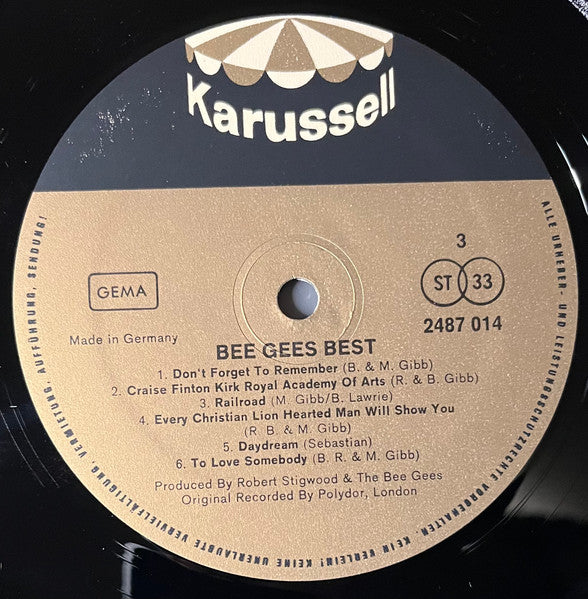 Karussell
3
GEMA
ST 33
Made in Germany
2487 014
BEE GEES BEST
1. Don't Forget To Remember (B. & M. Gibb)
2. Craise Finton Kirk Royal Academy Of Arts (R. & B. Gibb)
3. Railroad (M. Gibb/B. Lawrie)
4. Every Christian Lion Hearted Man Will Show You
(R. B. & M. Gibb)
5. Daydream (Sebastian)
6. To Love Somebody (B. R. & M. Gibb)
Produced By Robert Stigwood & The Bee Gees
Original Recorded By Polydor, London
ALLE URHEBER- UND LEISTUNGSSCHUTZRECHTE VORBEHALTEN. KEIN VERLEIH! KEINE UNERLAUBTE VERVIELFÄLTIGUNG, VERMIETUNG, AUFFÜHRUNG, SENDUNG!